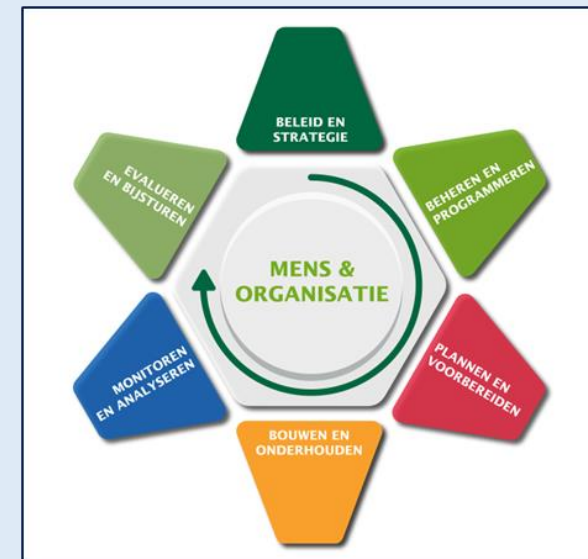 BELEID EN
STRATEGIE
BEHEREN EN
PROGRAMMEREN
PLANNEN EN
VOORBEREIDEN
BOUWEN EN
ONDERHOUDEN
MONITOREN
EN ANALYSEREN
EVALUEREN
EN BIJSTUREN
MENS &
ORGANISATIE